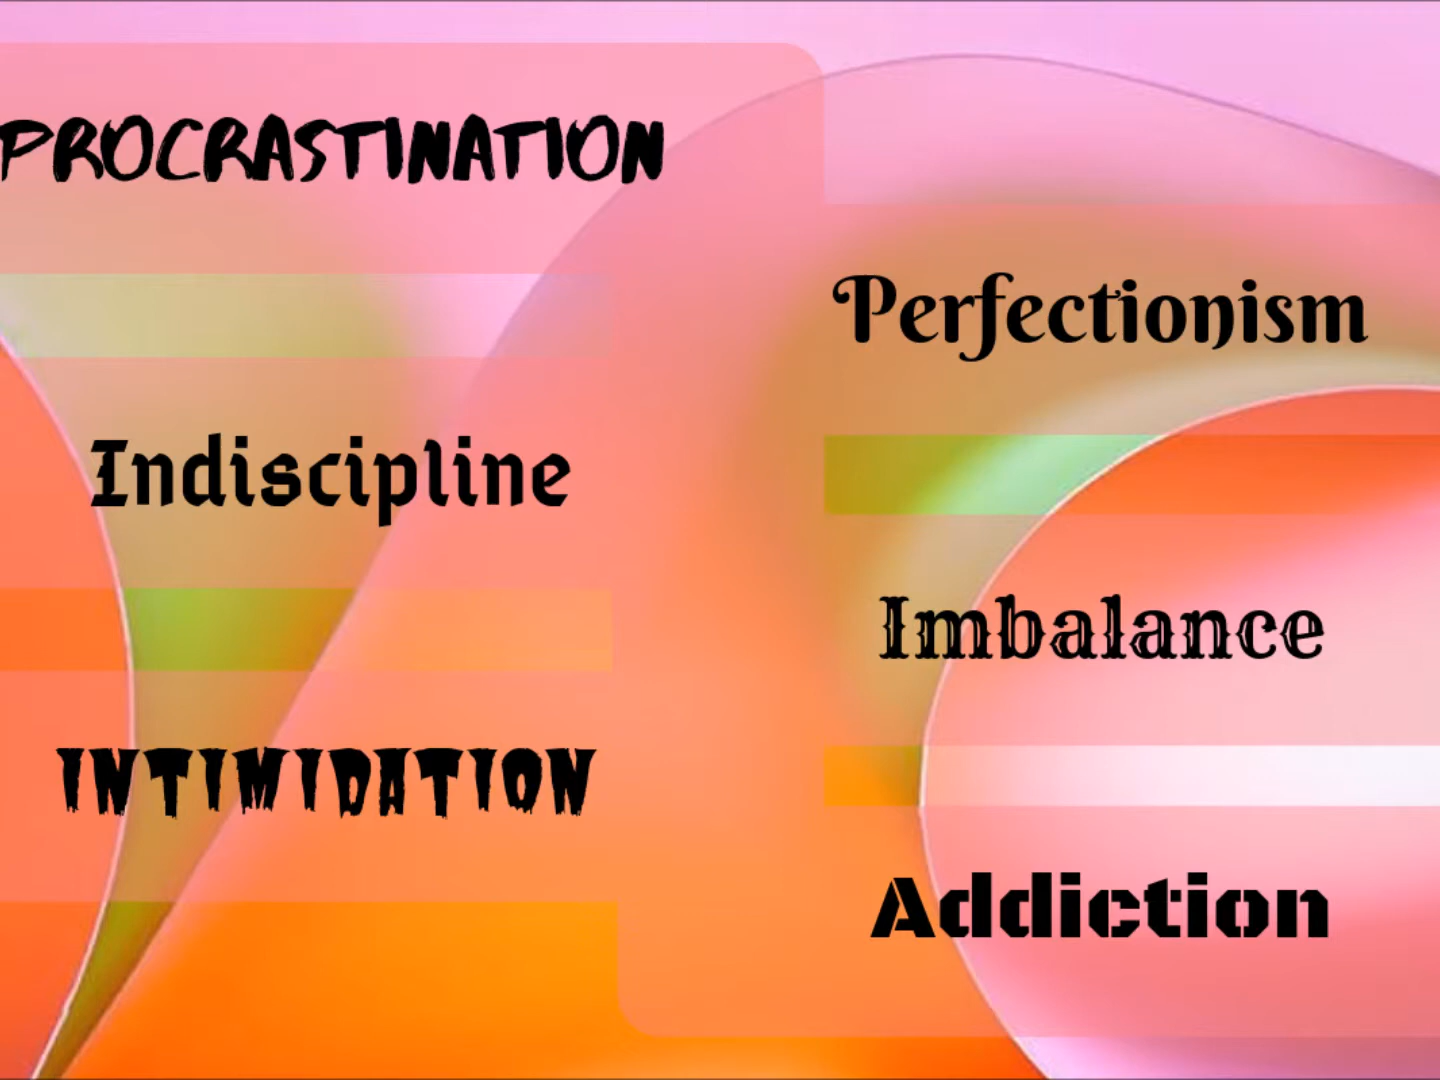 PROCRASTINATION
Perfectionism
Indiscipline
Imbalance
INTIMIDATION
Addiction